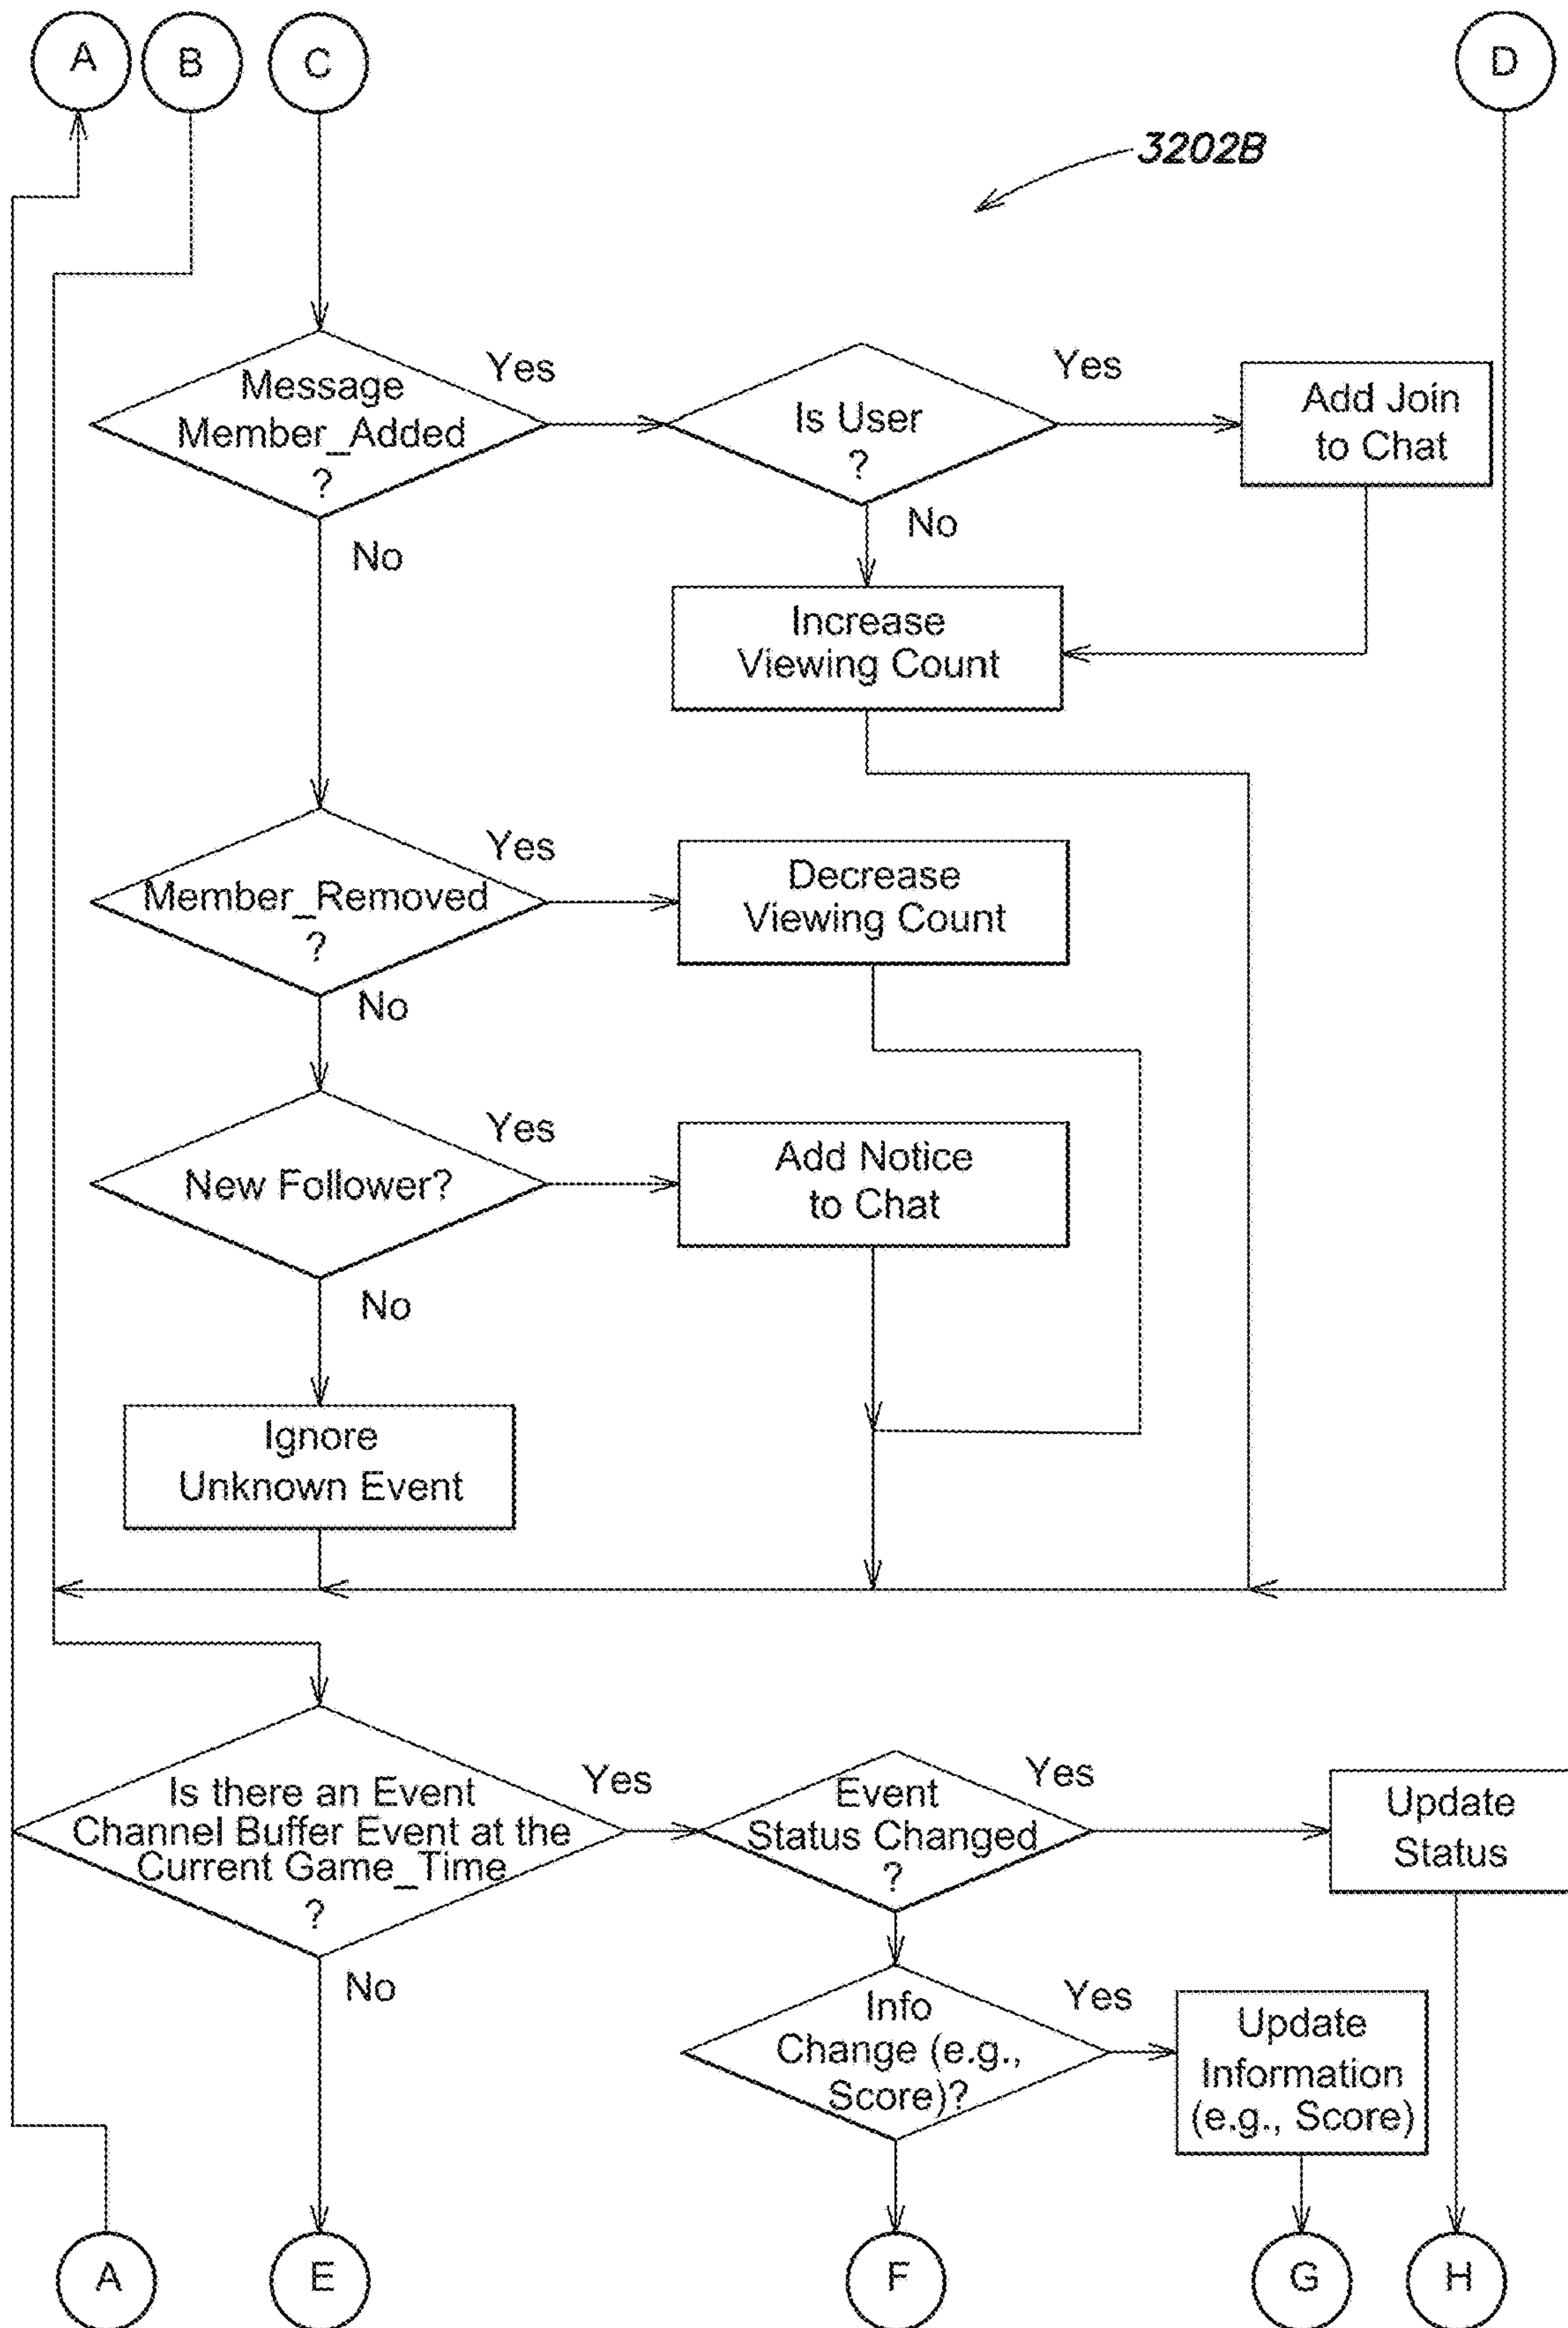 A
B
C
D
3202B
Message
Member_Added
?
Yes
No
Is User
?
Yes
No
Add Join
to Chat
Increase
Viewing Count
Member_Removed
?
Yes
No
Decrease
Viewing Count
New Follower?
Yes
No
Add Notice
to Chat
Ignore
Unknown Event
Is there an Event
Channel Buffer Event at the
Current Game_Time
?
Yes
No
Event
Status Changed
?
Yes
Update
Status
Info
Change (e.g.,
Score)?
Yes
Update
Information
(e.g., Score)
A
E
F
G
H